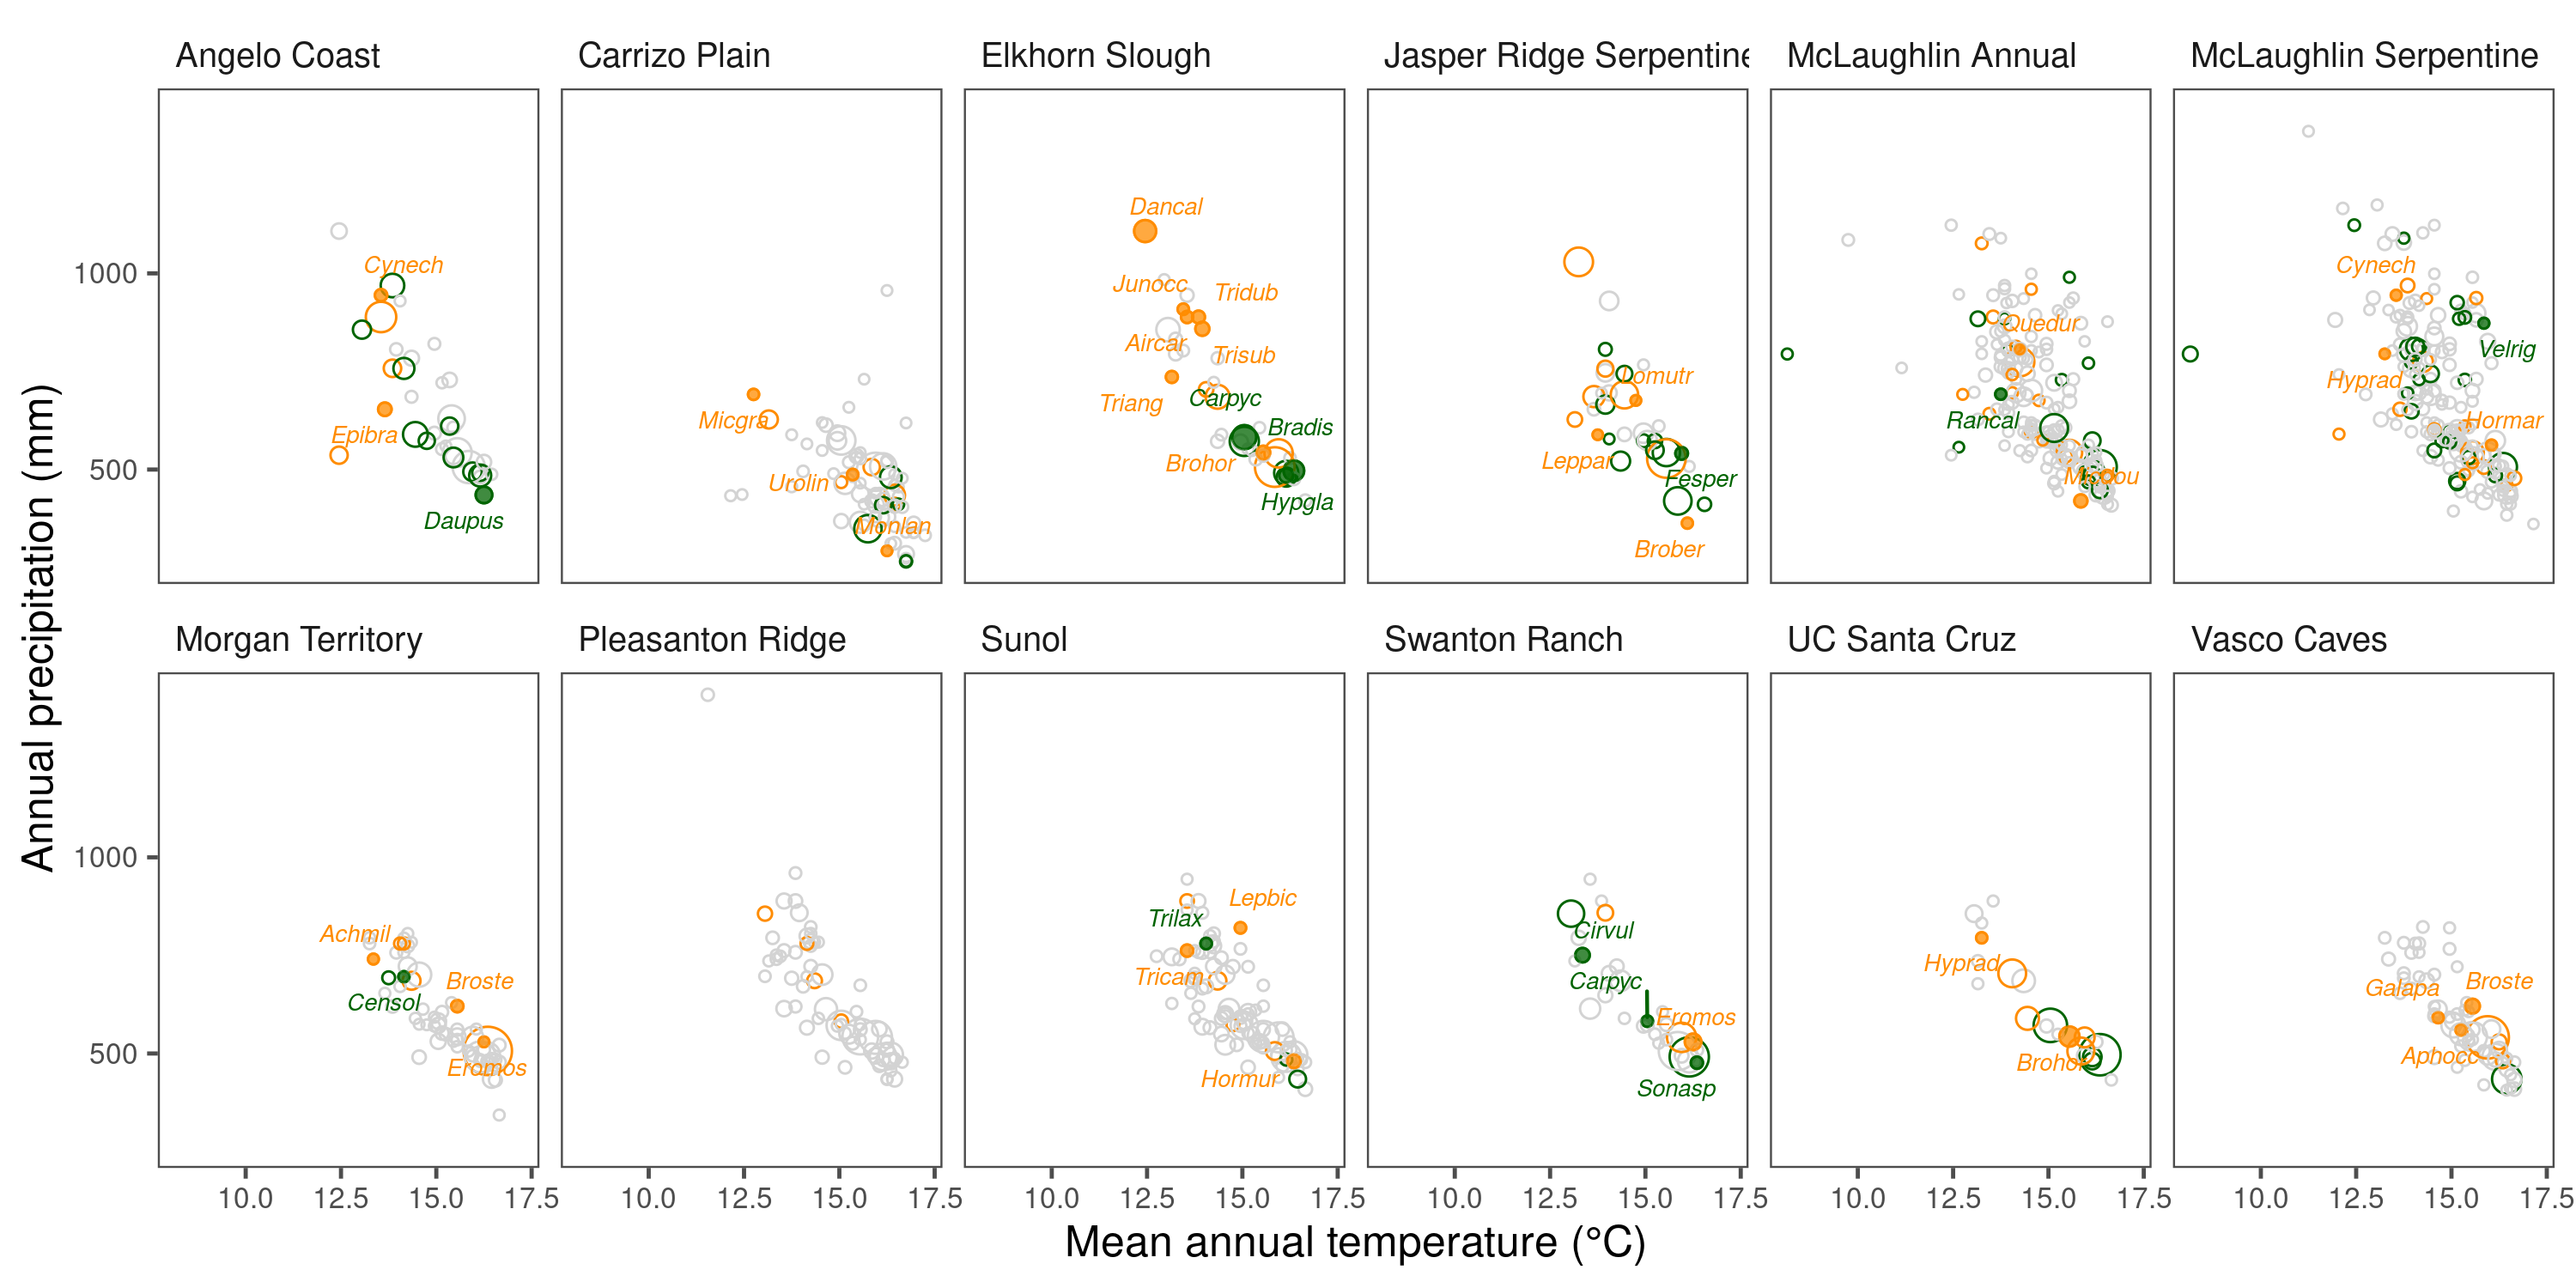 Angelo Coast
Carrizo Plain
Elkhorn Slough
Jasper Ridge Serpentine
McLaughlin Annual
McLaughlin Serpentine
Annual precipitation (mm)
1000
500
Cynech
Epibra
Daupus
Micgra
Urolin
Monlan
Dancal
Junocc
Tridub
Aircar
Trisub
Triang
Carpyc
Bradis
Brohor
Hypgla
Lomutr
Leppar
Fesper
Brober
Quedur
Rancal
Cynech
Velrig
Hyprad
Hormar
Morgan Territory
Pleasanton Ridge
Sunol
Swanton Ranch
UC Santa Cruz
Vasco Caves
1000
500
Achmil
Broste
Censol
Eromos
Trilax
Lepbic
Tricam
Hormur
Cirvul
Carpyc
Eromos
Sonasp
Hyprad
Brohor
Galapa
Broste
Aphocc
10.0 12.5 15.0 17.5
10.0 12.5 15.0 17.5
10.0 12.5 15.0 17.5
10.0 12.5 15.0 17.5
10.0 12.5 15.0 17.5
10.0 12.5 15.0 17.5
Mean annual temperature (°C)